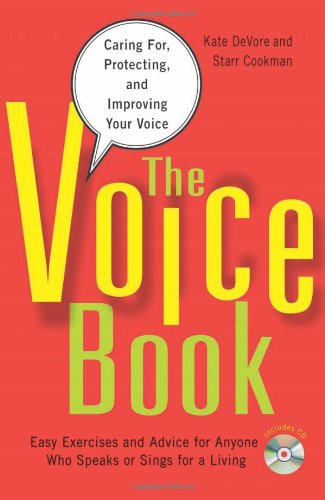 Caring For,
Protecting,
and
Improving
Your Voice
Kate DeVore and
Starr Cookman
The
Voice
Book
Includes CD
Easy Exercises and Advice for Anyone
Who Speaks or Sings for a Living